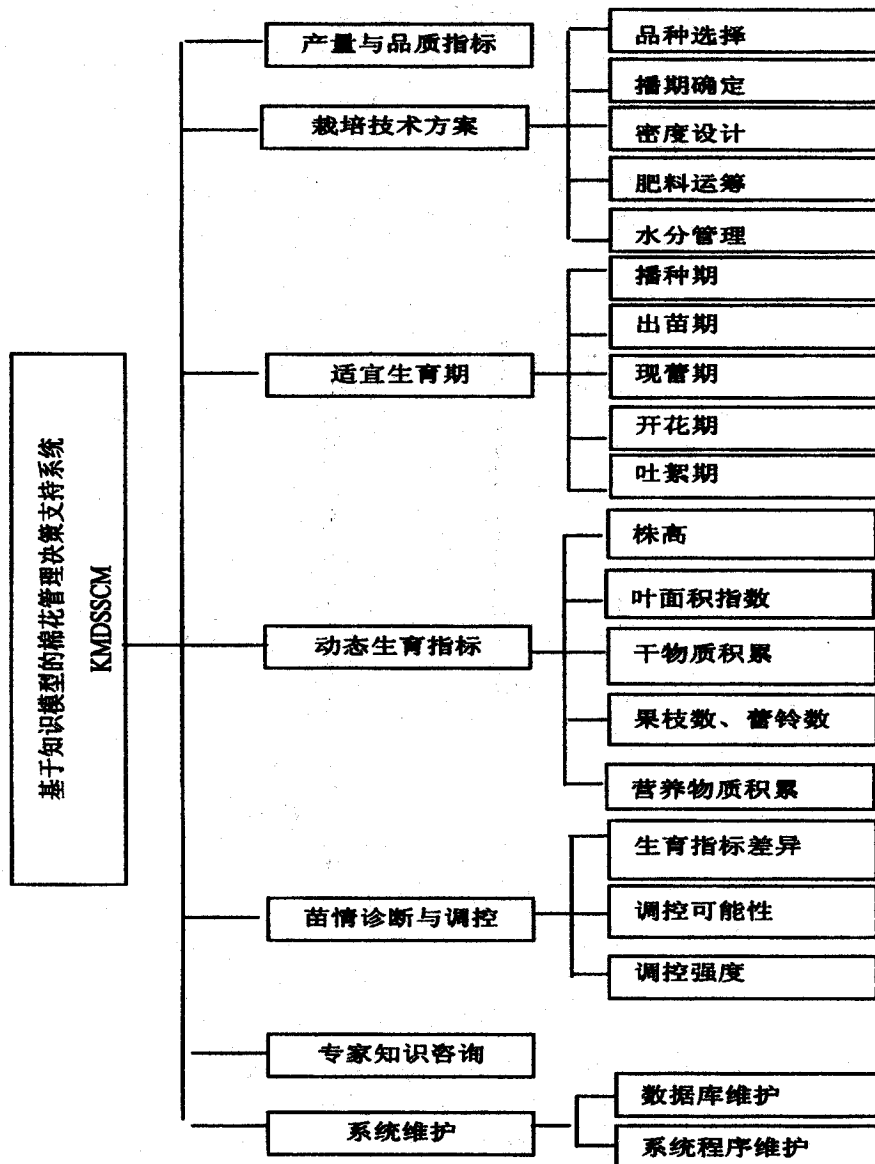 基于知识模型的棉花管理决策支持系统
KMDSSCM
产量与品质指标
栽培技术方案
品种选择
播期确定
密度设计
肥料运筹
水分管理
适宜生育期
播种期
出苗期
现蕾期
开花期
吐絮期
动态生育指标
株高
叶面积指数
干物质积累
果枝数、蕾铃数
营养物质积累
苗情诊断与调控
生育指标差异
调控可能性
调控强度
专家知识咨询
系统维护
数据库维护
系统程序维护